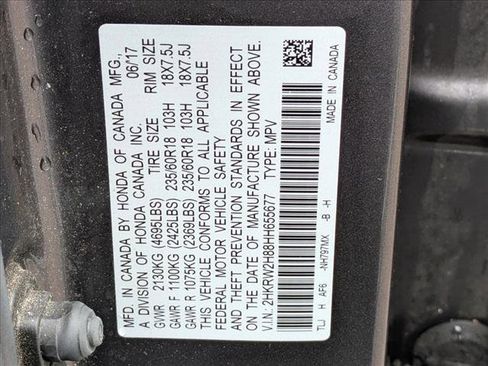 MFD. IN CANADA BY HONDA OF CANADA MFG.,
A DIVISION OF HONDA CANADA INC. 06/17
TIRE SIZE RIM SIZE
GVWR 2130KG (4695LBS)
GAWR F 1100KG (2425LBS) 235/60R18 103H 18X7.5J
GAWR R 1075KG (2369LBS) 235/60R18 103H 18X7.5J
THIS VEHICLE CONFORMS TO ALL APPLICABLE
FEDERAL MOTOR VEHICLE SAFETY
AND THEFT PREVENTION STANDARDS IN EFFECT
ON THE DATE OF MANUFACTURE SHOWN ABOVE.
V.I.N. 2HKRW2H88HH655677 TYPE: MPV
TLJ H AF6 -NH797MX -B -H
MADE IN CANADA